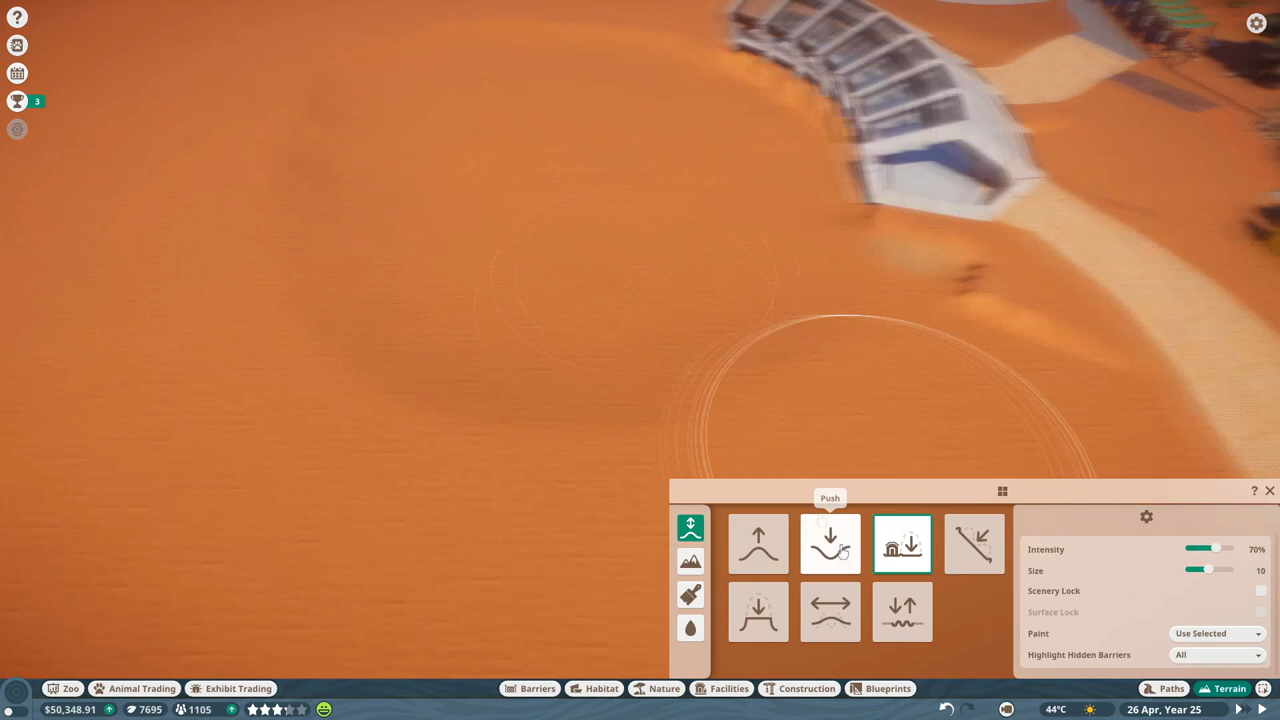 ?
3
Push
?
Intensity 70%
Size 10
Scenery Lock
Surface Lock
Paint Use Selected
Highlight Hidden Barriers All
Zoo Animal Trading Exhibit Trading Barriers Habitat Nature Facilities Construction Blueprints Paths Terrain
$50,348.91 7695 1105 44°C 26 Apr, Year 25